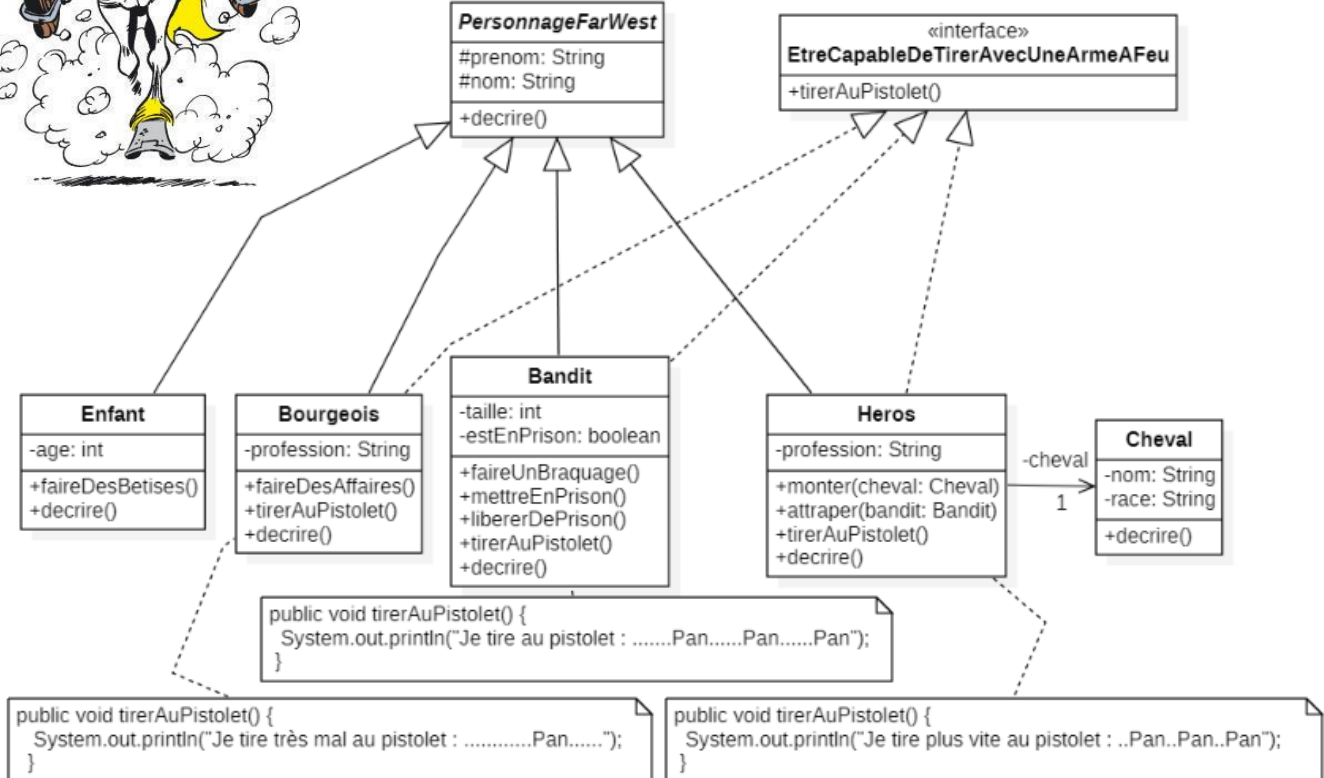 PersonnageFarWest
#prenom: String
#nom: String
+decrire()
«interface»
EtreCapableDeTirerAvecUneArmeAFeu
+tirerAuPistolet()
Enfant
-age: int
+faireDesBetises()
+decrire()
Bourgeois
-profession: String
+faireDesAffaires()
+tirerAuPistolet()
+decrire()
Bandit
-taille: int
-estEnPrison: boolean
+faireUnBraquage()
+mettreEnPrison()
+libererDePrison()
+tirerAuPistolet()
+decrire()
Heros
-profession: String
+monter(cheval: Cheval)
+attraper(bandit: Bandit)
+tirerAuPistolet()
+decrire()
-cheval
1
Cheval
-nom: String
-race: String
+decrire()
public void tirerAuPistolet() {
System.out.println("Je tire au pistolet : .......Pan......Pan......Pan");
}
public void tirerAuPistolet() {
System.out.println("Je tire très mal au pistolet : ............Pan......");
}
public void tirerAuPistolet() {
System.out.println("Je tire plus vite au pistolet : ..Pan..Pan..Pan");
}